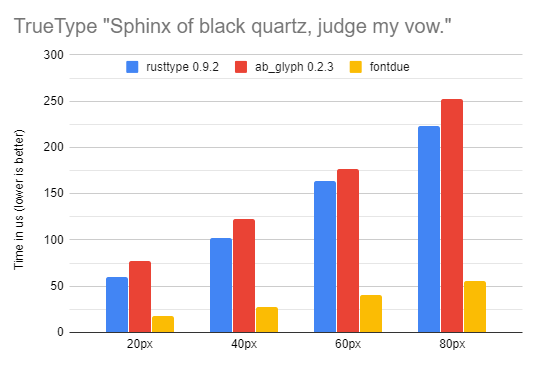 TrueType "Sphinx of black quartz, judge my vow."
300
rusttype 0.9.2 ab_glyph 0.2.3 fontdue
250
200
150
100
50
0
Time in us (lower is better)
20px 40px 60px 80px